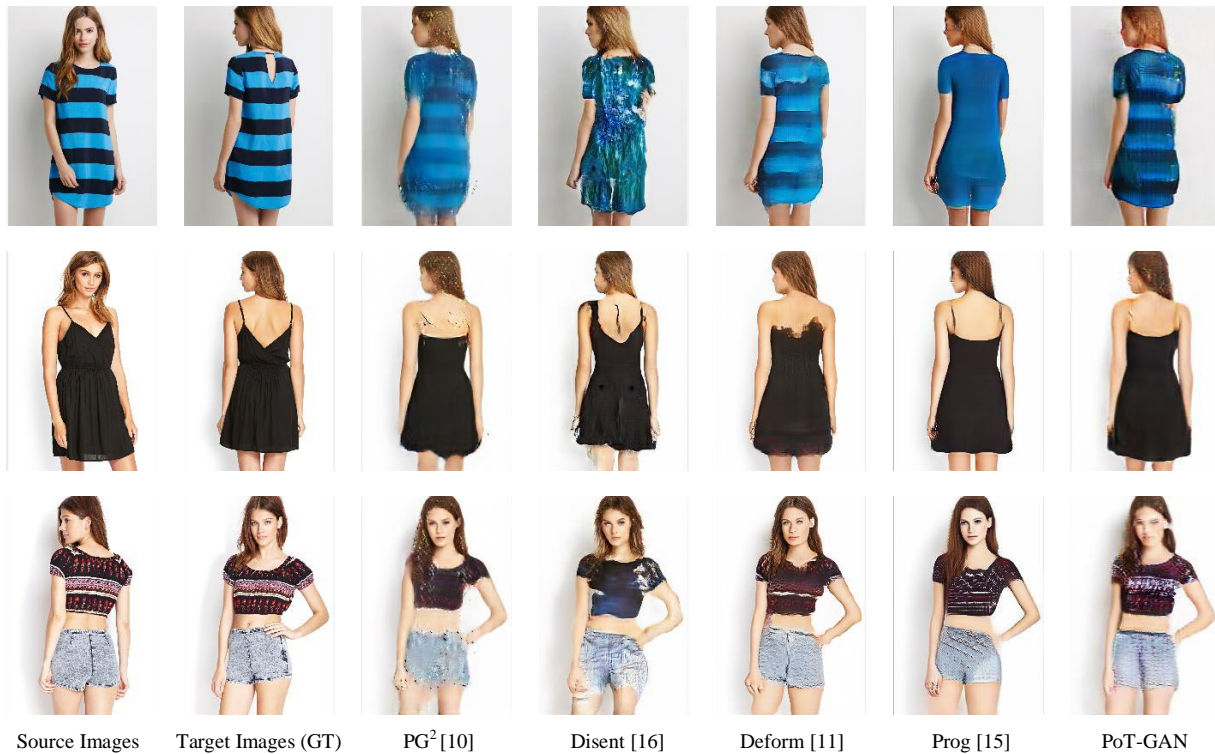 Source Images Target Images (GT) PG² [10] Disent [16] Deform [11] Prog [15] PoT-GAN